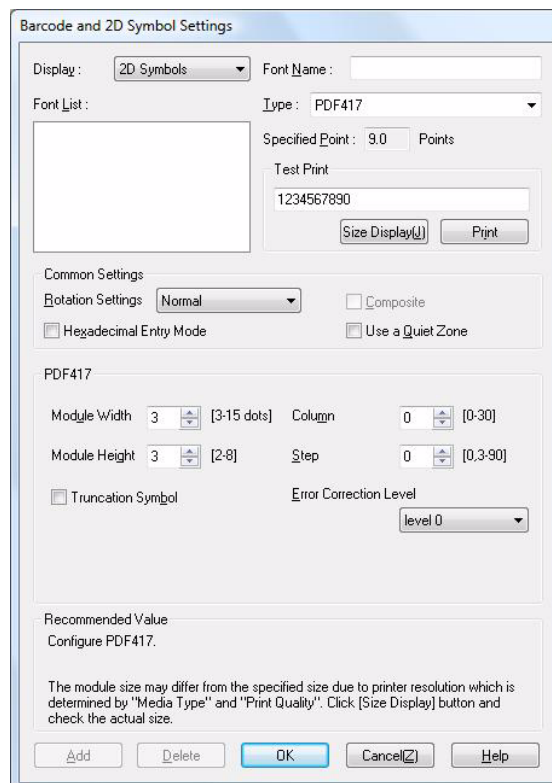 Barcode and 2D Symbol Settings
Display : 2D Symbols Font Name :
Font List : Type : PDF417
Specified Point : 9.0 Points
Test Print
1234567890
Size Display(J) Print
Common Settings
Rotation Settings Normal Composite
Hexadecimal Entry Mode Use a Quiet Zone
PDF417
Module Width 3 [3-15 dots] Column 0 [0-30]
Module Height 3 [2-8] Step 0 [0,3-90]
Truncation Symbol Error Correction Level
level 0
Recommended Value
Configure PDF417.
The module size may differ from the specified size due to printer resolution which is
determined by "Media Type" and "Print Quality". Click [Size Display] button and
check the actual size.
Add Delete OK Cancel(Z) Help